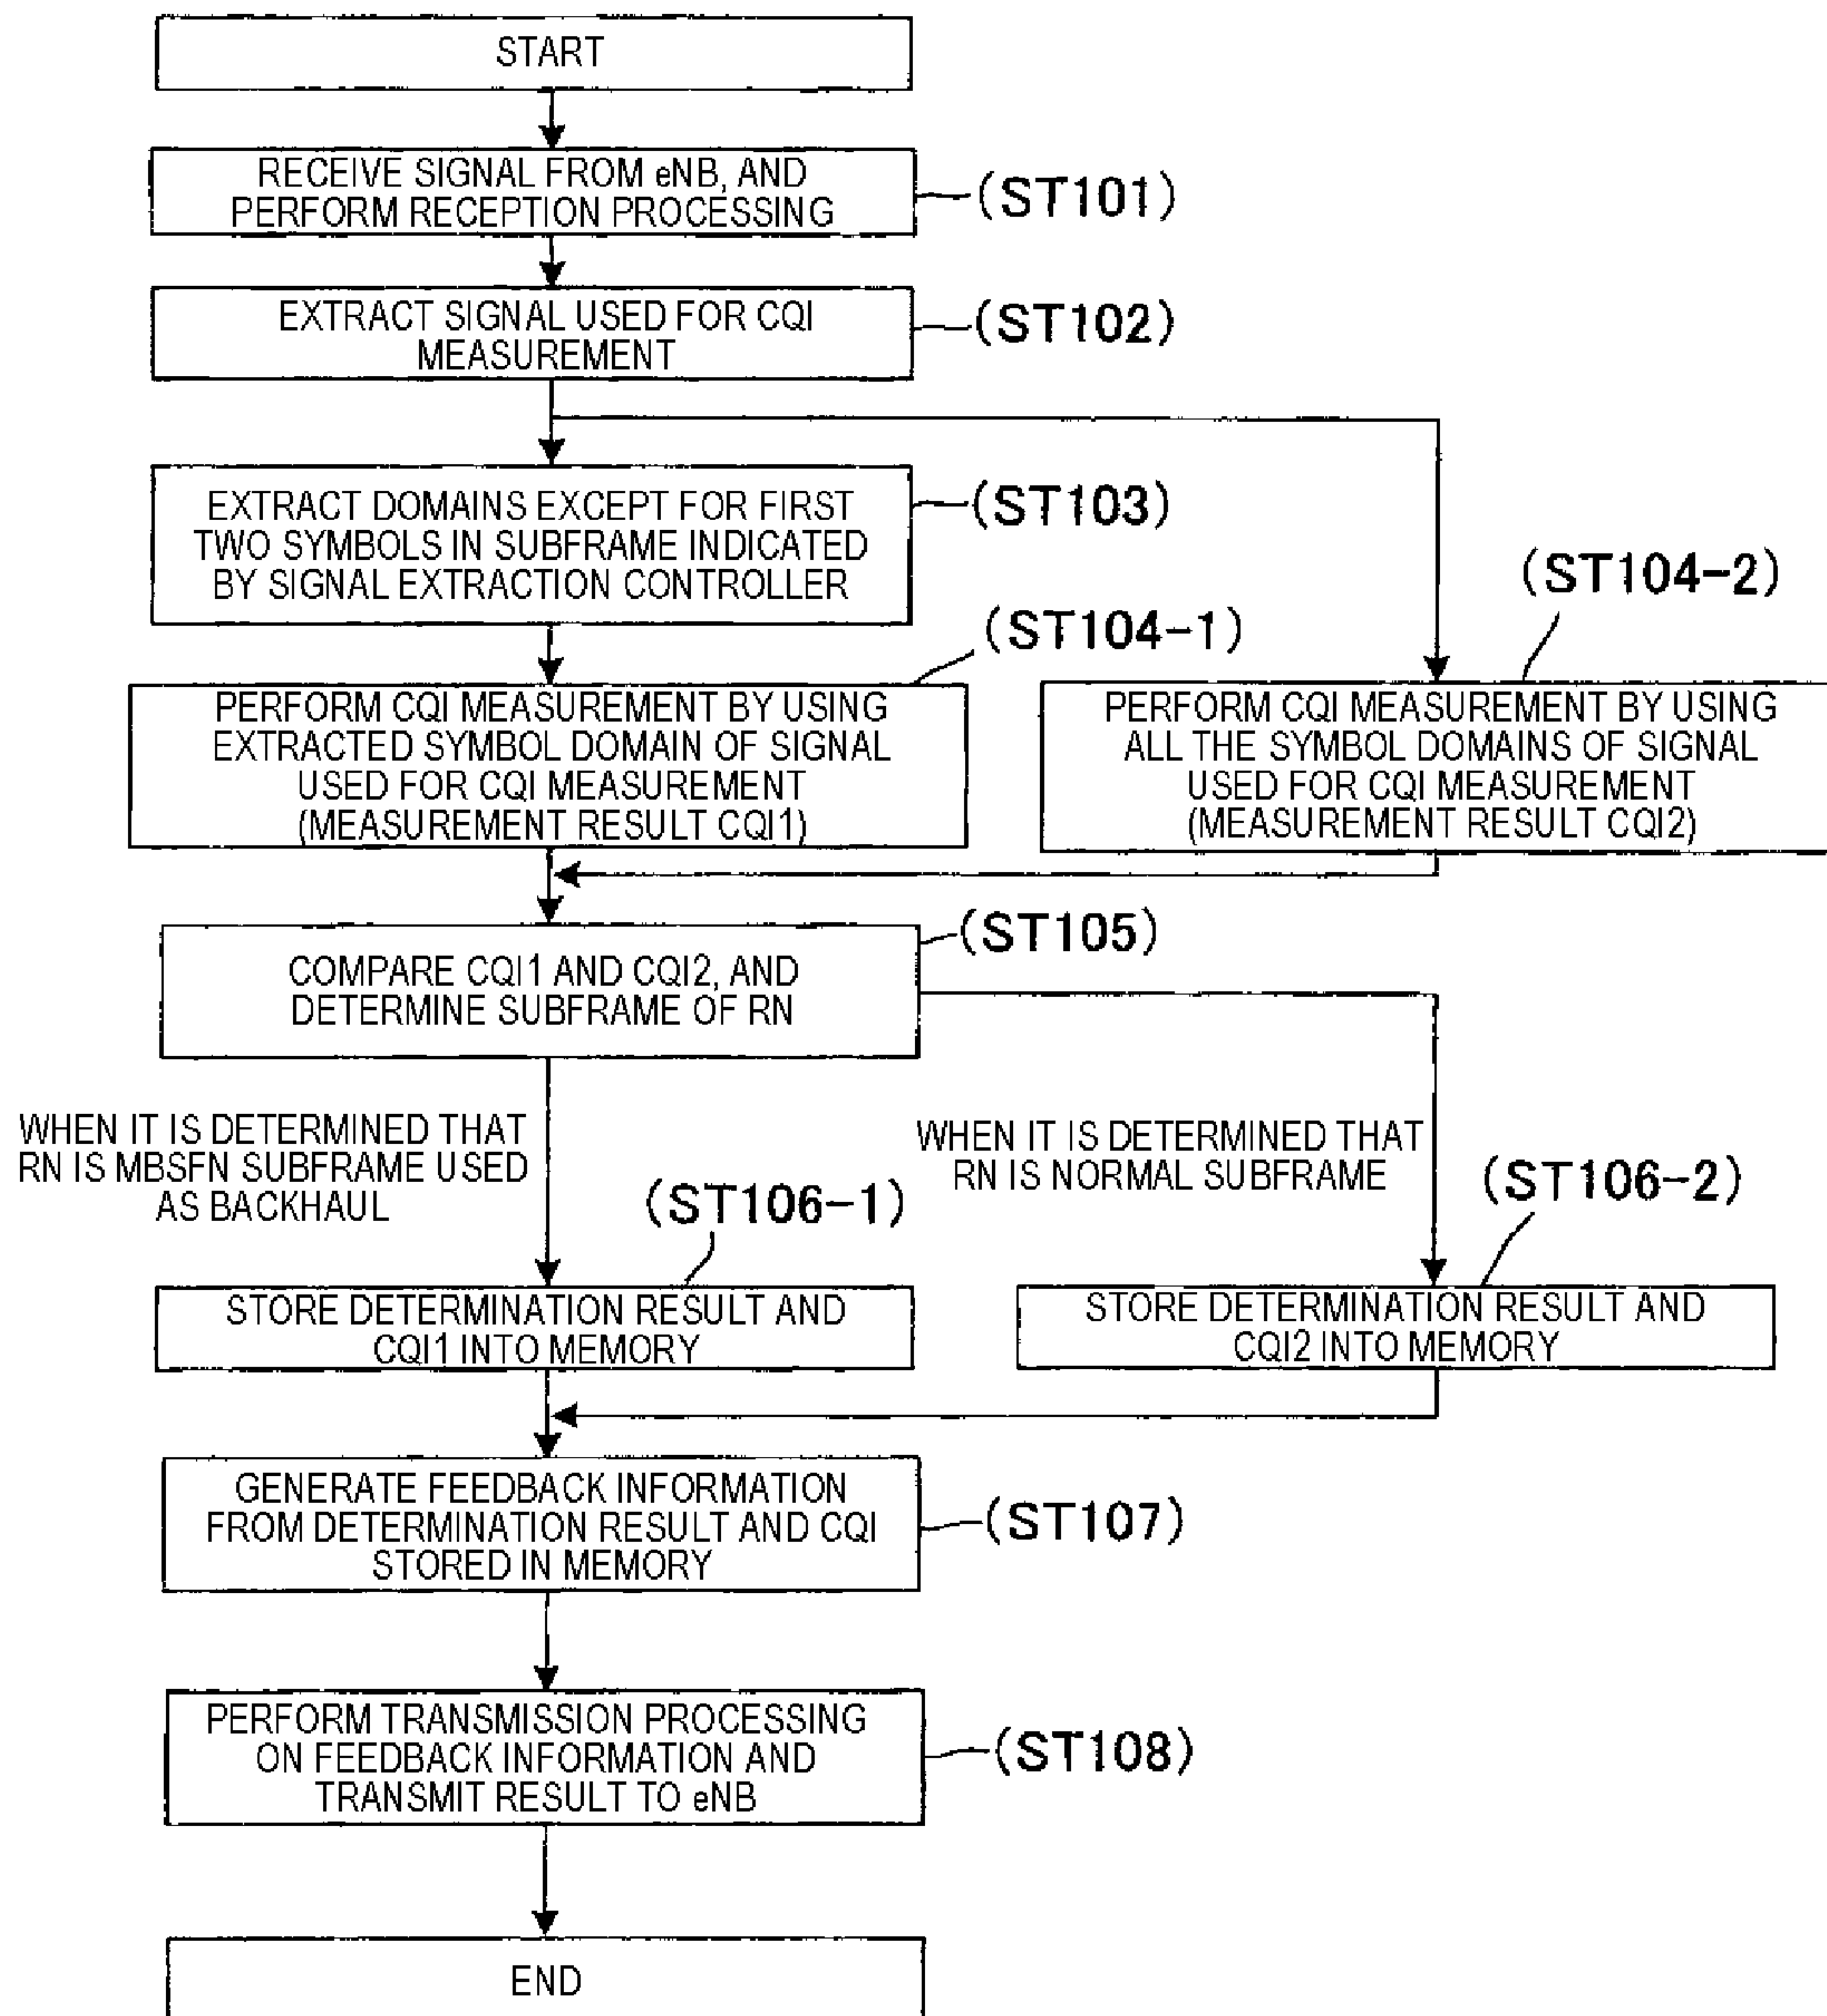 START
RECEIVE SIGNAL FROM eNB, AND
PERFORM RECEPTION PROCESSING
(ST101)
EXTRACT SIGNAL USED FOR CQI
MEASUREMENT
(ST102)
EXTRACT DOMAINS EXCEPT FOR FIRST
TWO SYMBOLS IN SUBFRAME INDICATED
BY SIGNAL EXTRACTION CONTROLLER
(ST103)
(ST104-1)
PERFORM CQI MEASUREMENT BY USING
EXTRACTED SYMBOL DOMAIN OF SIGNAL
USED FOR CQI MEASUREMENT
(MEASUREMENT RESULT CQI1)
(ST104-2)
PERFORM CQI MEASUREMENT BY USING
ALL THE SYMBOL DOMAINS OF SIGNAL
USED FOR CQI MEASUREMENT
(MEASUREMENT RESULT CQI2)
COMPARE CQI1 AND CQI2, AND
DETERMINE SUBFRAME OF RN
(ST105)
WHEN IT IS DETERMINED THAT
RN IS MBSFN SUBFRAME USED
AS BACKHAUL
(ST106-1)
WHEN IT IS DETERMINED THAT
RN IS NORMAL SUBFRAME
(ST106-2)
STORE DETERMINATION RESULT AND
CQI1 INTO MEMORY
STORE DETERMINATION RESULT AND
CQI2 INTO MEMORY
GENERATE FEEDBACK INFORMATION
FROM DETERMINATION RESULT AND CQI
STORED IN MEMORY
(ST107)
PERFORM TRANSMISSION PROCESSING
ON FEEDBACK INFORMATION AND
TRANSMIT RESULT TO eNB
(ST108)
END